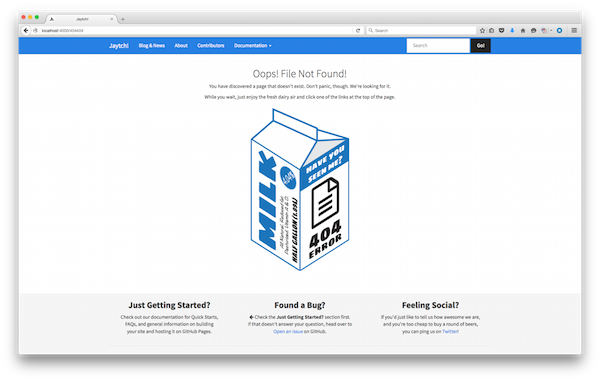 Jaytch!
localhost:4000/404404
Search
Jaytch! Blog & News About Contributors Documentation Search Go!
Oops! File Not Found!
You have discovered a page that doesn't exist. Don't panic, though. We're looking for it.
While you wait, just enjoy the fresh dairy air and click one of the links at the top of the page.
MILK
404%
All Natural, Reduced Fat
HALF GALLON (1.89L)
HAVE YOU
SEEN ME?
404
ERROR
Just Getting Started?
Check out our documentation for Quick Starts,
FAQs, and general information on building
your site and hosting it on GitHub Pages.
Found a Bug?
Check the Just Getting Started? section first.
If that doesn't answer your question, head over to
Open an issue on GitHub.
Feeling Social?
If you'd just like to tell us how awesome we are,
and you're too cheap to buy a round of beers,
you can ping us on Twitter!